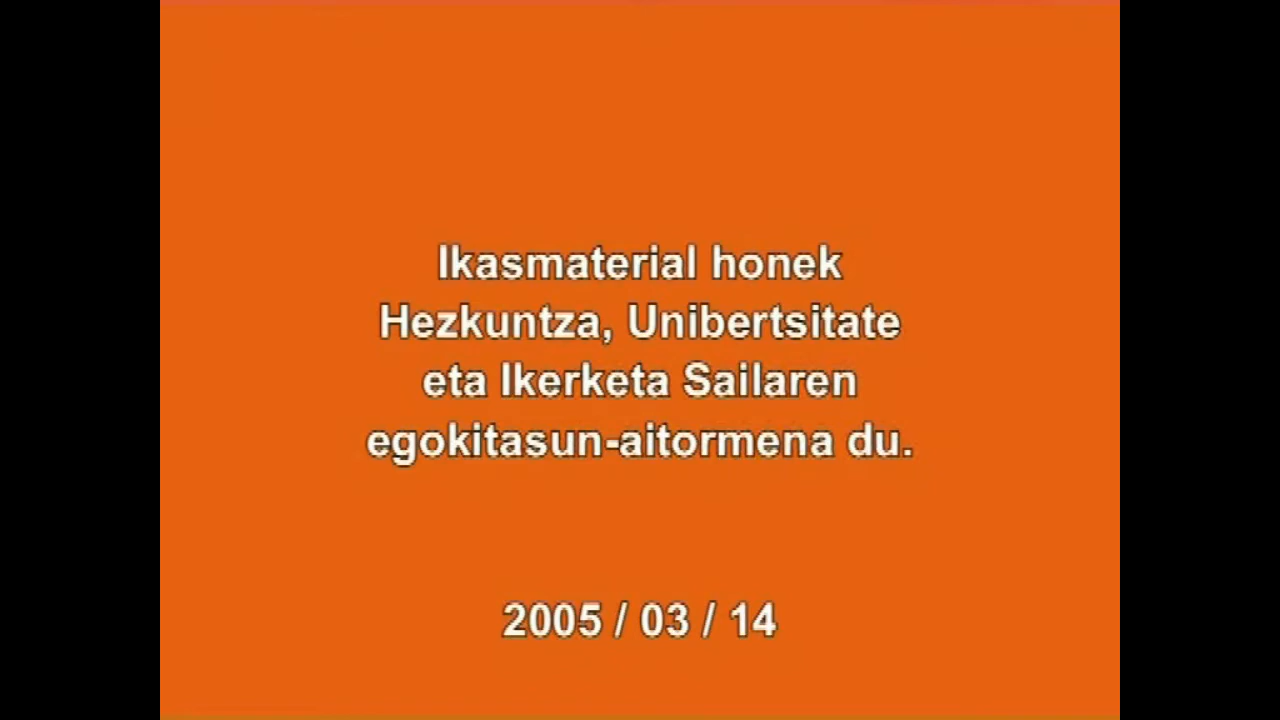 Ikasmaterial honek
Hezkuntza, Unibertsitate
eta Ikerketa Sailaren
egokitasun-aitormena du.
2005 / 03 / 14